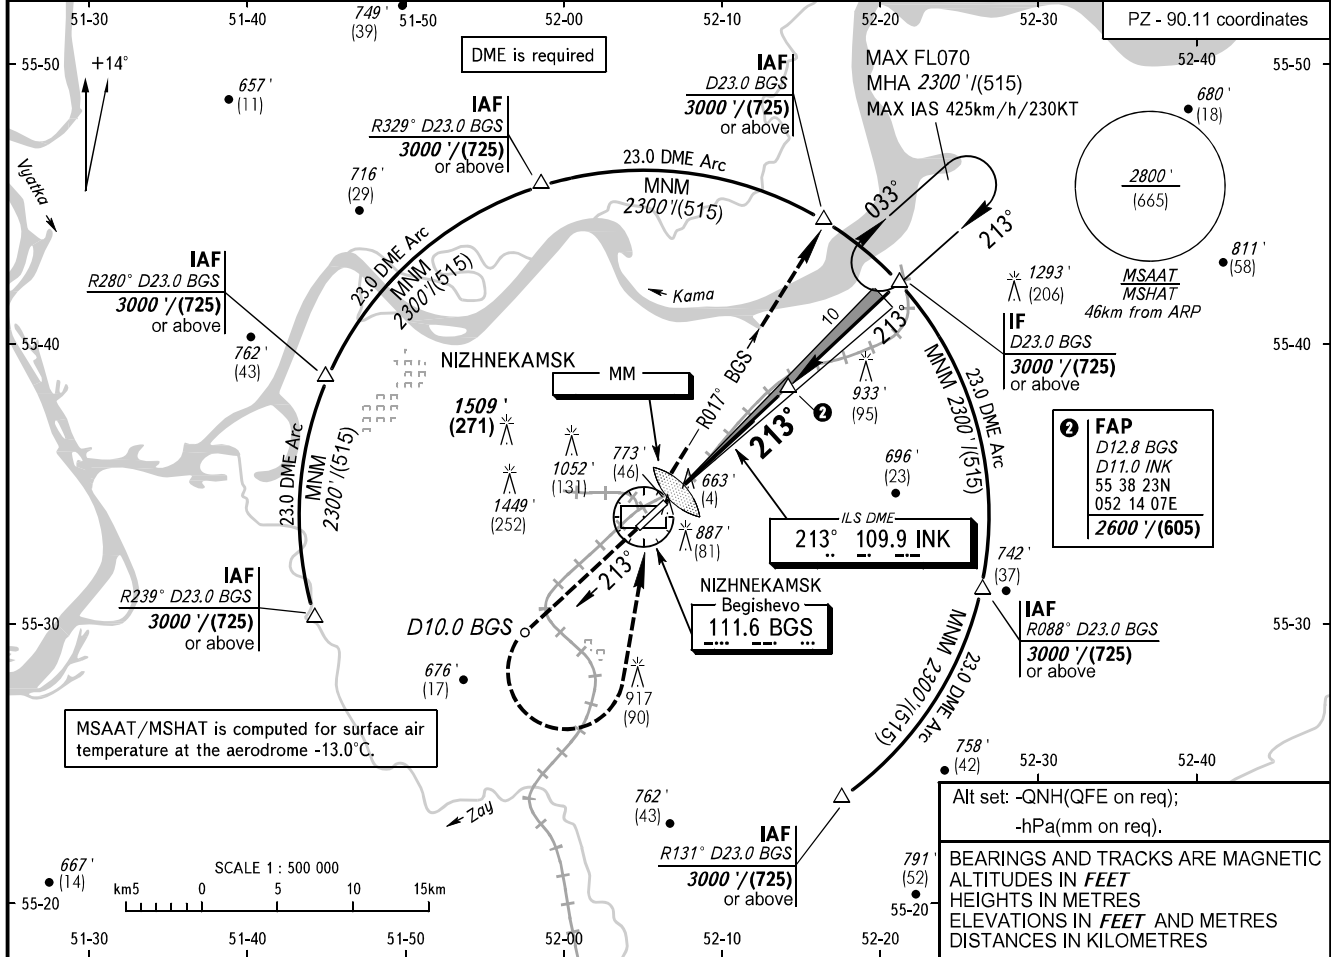 51-30
51-40
749'
(39)
51-50
52-00
52-10
52-20
52-30
PZ - 90.11 coordinates
52-40
55-50
55-50
+14°
DME is required
657'
(11)
IAF
D23.0 BGS
3000'/(725)
or above
MAX FL070
MHA 2300'/(515)
MAX IAS 425km/h/230KT
680'
(18)
IAF
R329° D23.0 BGS
3000'/(725)
or above
Vyatka
716'
(29)
23.0 DME Arc
MNM
2300'/(515)
033°
213°
2800'
(665)
MSAAT
MSHAT
46km from ARP
811'
(58)
IAF
R280° D23.0 BGS
3000'/(725)
or above
23.0 DME Arc
MNM
2300'/(515)
Kama
1293'
(206)
IF
D23.0 BGS
3000'/(725)
or above
10
213°
55-40
55-40
762'
(43)
NIZHNEKAMSK
MM
R017° BGS
933'
(95)
23.0 DME Arc
MNM 2300'/(515)
1509'
(271)
213°
2
2 FAP
D12.8 BGS
D11.0 INK
55 38 23N
052 14 07E
2600'/(605)
23.0 DME Arc
MNM
2300'/(515)
1052'
(131)
773'
(46)
663'
(4)
696'
(23)
1449'
(252)
887'
(81)
ILS DME
213° 109.9 INK
742'
(37)
213°
NIZHNEKAMSK
Begishevo
111.6 BGS
IAF
R239° D23.0 BGS
3000'/(725)
or above
55-30
55-30
D10.0 BGS
IAF
R088° D23.0 BGS
3000'/(725)
or above
676'
(17)
917
(90)
23.0 DME Arc
MNM 2300'/(515)
MSAAT/MSHAT is computed for surface air
temperature at the aerodrome -13.0°C.
758'
(42)
52-30
52-40
Zay
762'
(43)
IAF
R131° D23.0 BGS
3000'/(725)
or above
Alt set: -QNH(QFE on req);
-hPa(mm on req).
667'
(14)
SCALE 1 : 500 000
km5 0 5 10 15km
791'
(52)
BEARINGS AND TRACKS ARE MAGNETIC
ALTITUDES IN FEET
HEIGHTS IN METRES
ELEVATIONS IN FEET AND METRES
DISTANCES IN KILOMETRES
55-20
55-20
51-30
51-40
51-50
52-00
52-10
52-20